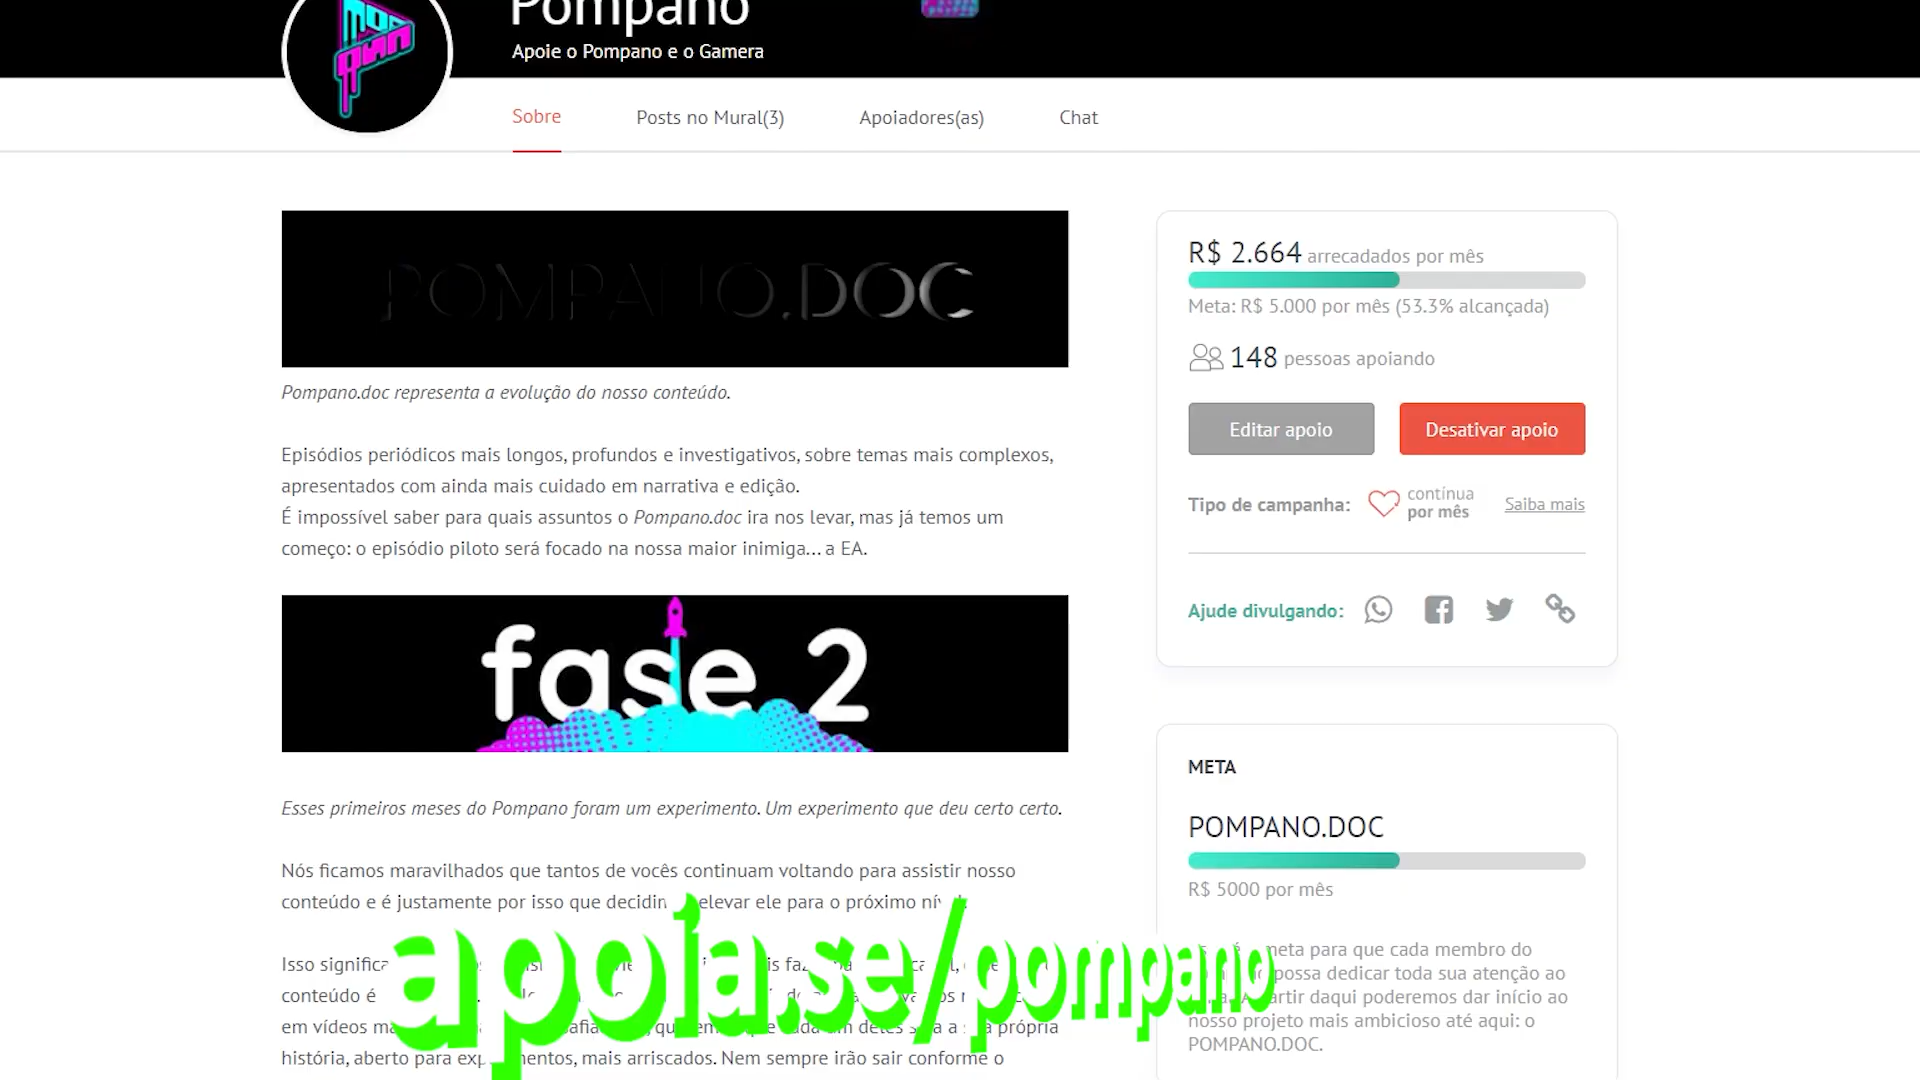 Pompano
Apoie o Pompano e o Gamera
Sobre
Posts no Mural(3)
Apoiadores(as)
Chat
POMPANO.DOC
Pompano.doc representa a evolução do nosso conteúdo.
Episódios periódicos mais longos, profundos e investigativos, sobre temas mais complexos,
apresentados com ainda mais cuidado em narrativa e edição.
É impossível saber para quais assuntos o Pompano.doc ira nos levar, mas já temos um
começo: o episódio piloto será focado na nossa maior inimiga... a EA.
fase 2
Esses primeiros meses do Pompano foram um experimento. Um experimento que deu certo certo.
Nós ficamos maravilhados que tantos de vocês continuam voltando para assistir nosso
conteúdo e é justamente por isso que elevar ele para o próximo
Isso
conteúdo é
em vídeos própria
história, aberto para mais arriscados. Nem sempre irão sair conforme o
apoia.se/pompano
R$ 2.664 arrecadados por mês
Meta: R$ 5.000 por mês (53.3% alcançada)
148 pessoas apoiando
Editar apoio
Desativar apoio
Tipo de campanha:
contínua
por mês
Saiba mais
Ajude divulgando:
META
POMPANO.DOC
R$ 5000 por mês
meta para que cada membro do
possa dedicar toda sua atenção ao
partir daqui poderemos dar início ao
nosso projeto mais ambicioso até aqui: o
POMPANO.DOC.